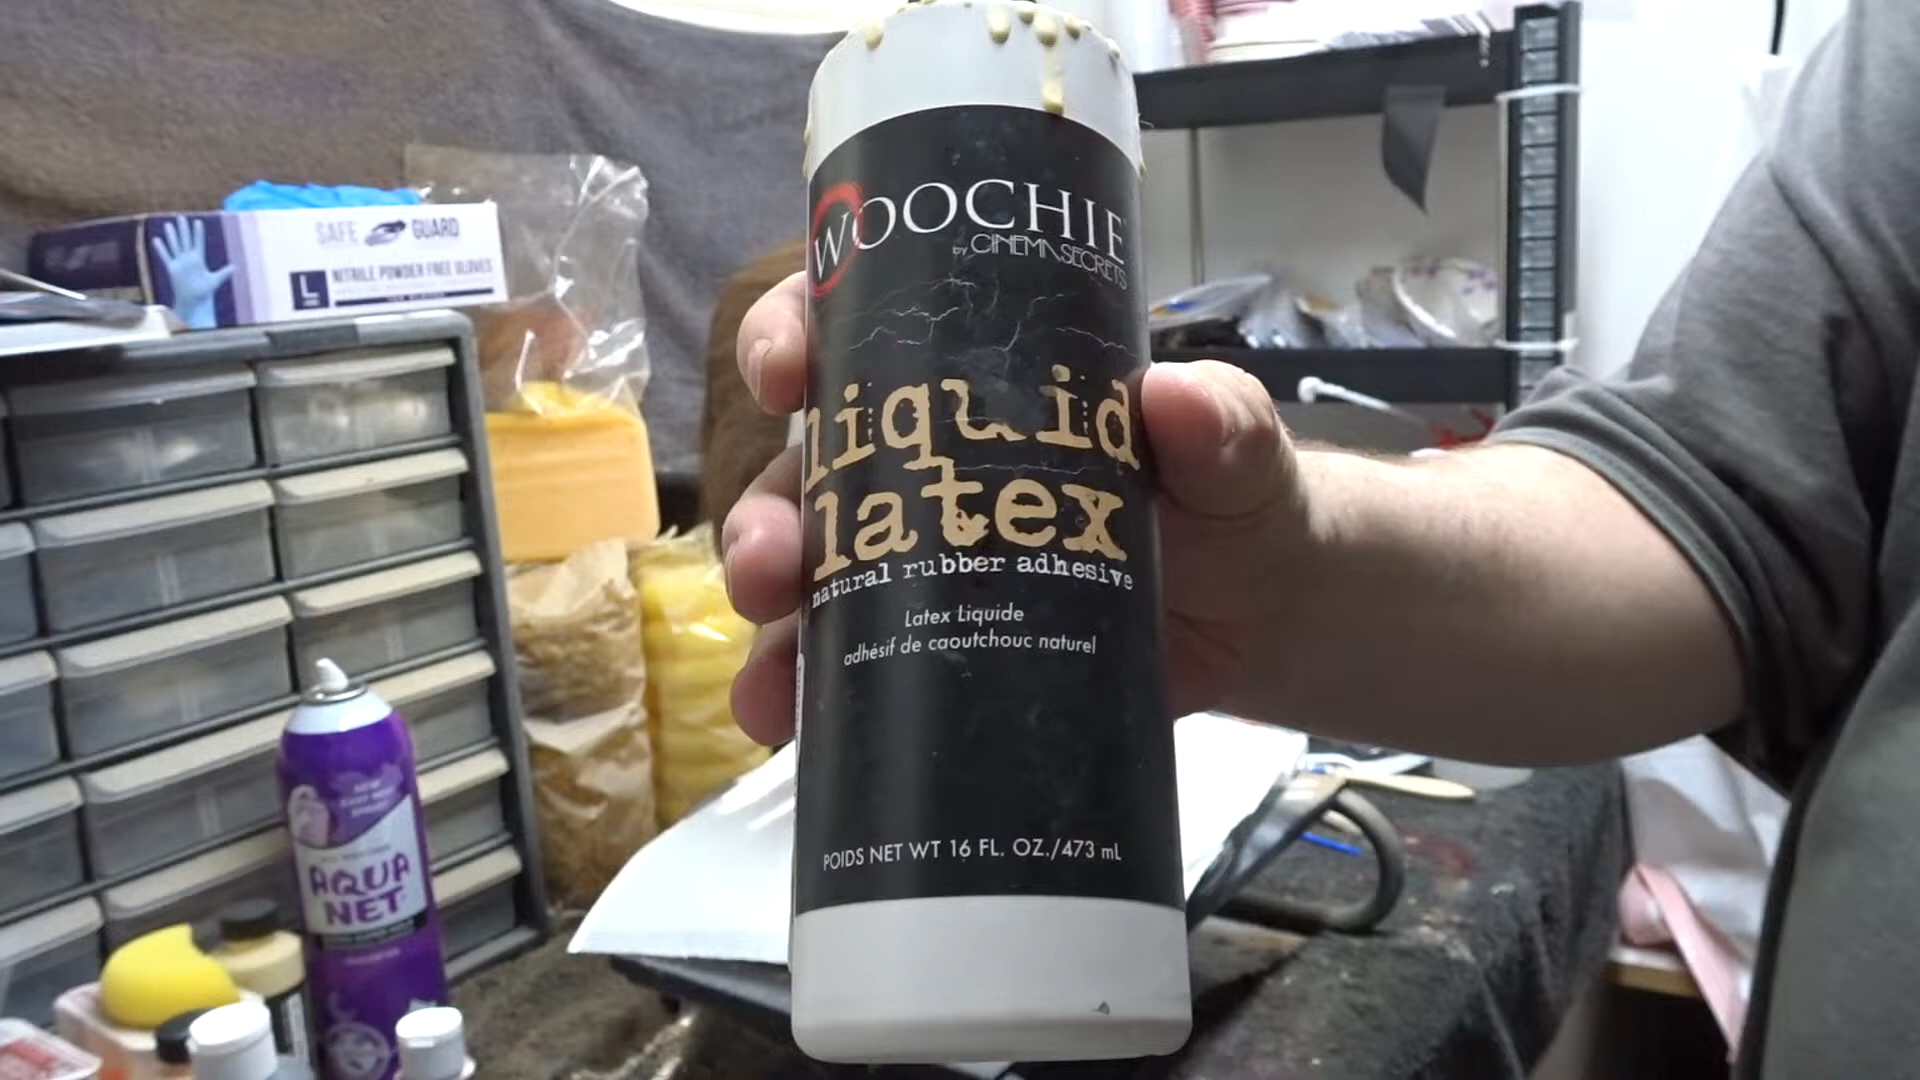 WOOCHIE
by CINEMA SECRETS
liquid
latex
natural rubber adhesive
Latex Liquide
adhésif de caoutchouc naturel
POIDS NET WT 16 FL. OZ./473 mL
SAFE GUARD
L
NITRILE POWDER FREE GLOVES
AQUA
NET